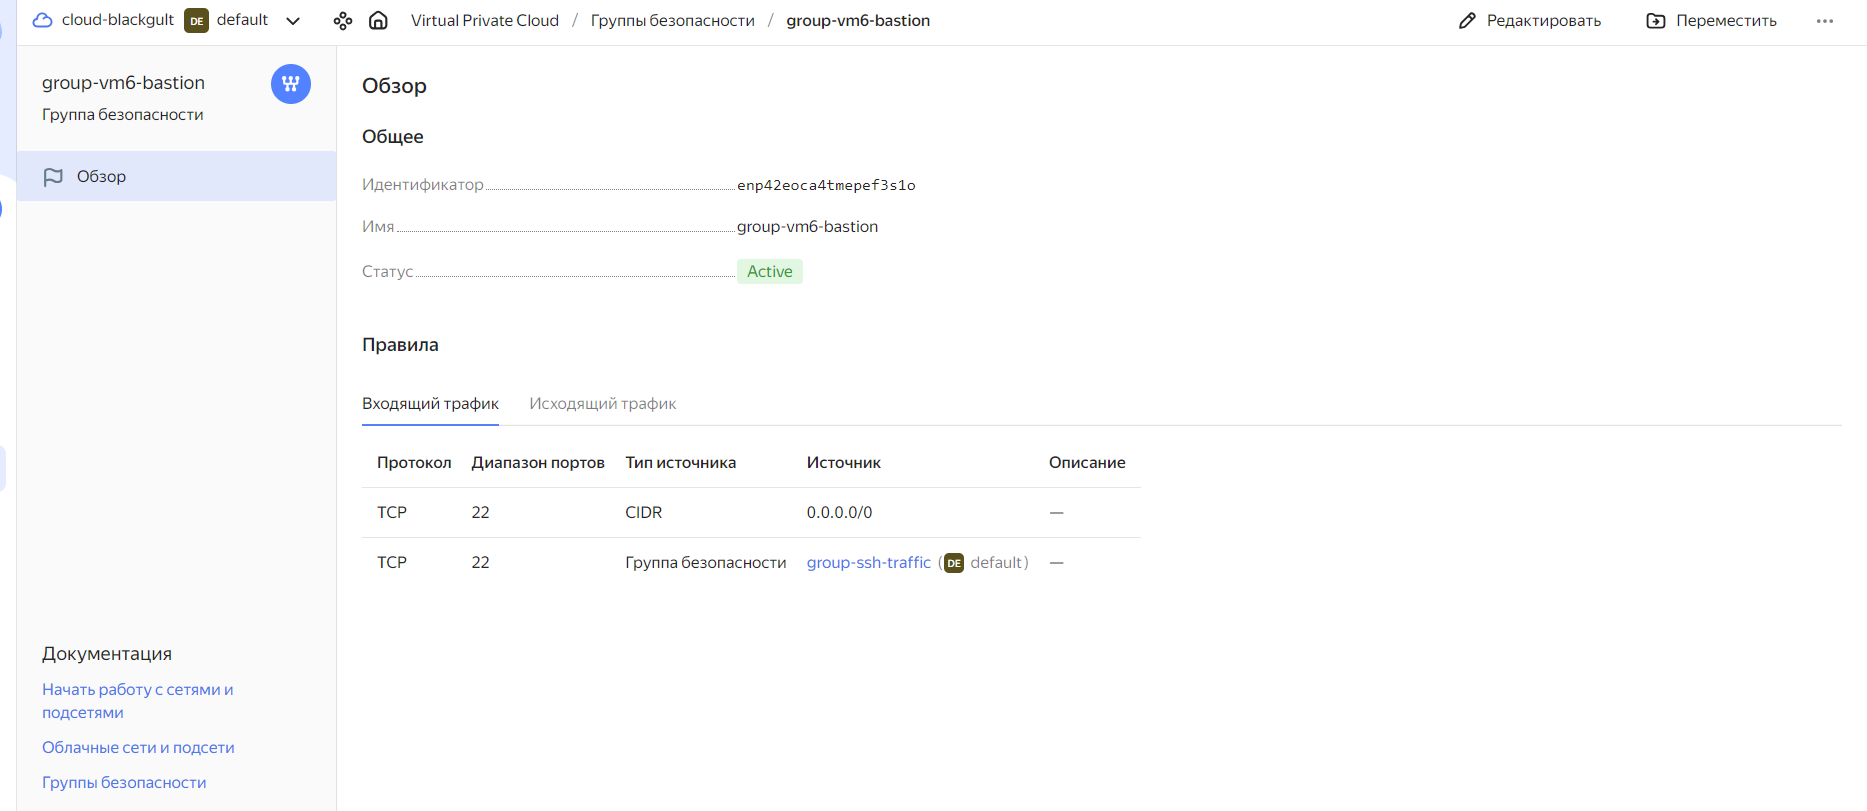 cloud-blackgult DE default Virtual Private Cloud / Группы безопасности / group-vm6-bastion Редактировать Переместить
group-vm6-bastion
Группа безопасности
Обзор
Документация
Начать работу с сетями и
подсетями
Облачные сети и подсети
Группы безопасности
Обзор
Общее
Идентификатор enp42eoca4tmepef3s1o
Имя group-vm6-bastion
Статус Active
Правила
Входящий трафик Исходящий трафик
Протокол Диапазон портов Тип источника Источник Описание
TCP 22 CIDR 0.0.0.0/0 —
TCP 22 Группа безопасности group-ssh-traffic (DE default) —